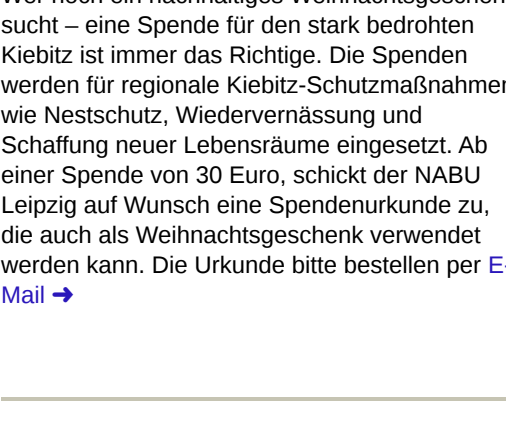 sucht – eine Spende für den stark bedrohten
Kiebitz ist immer das Richtige. Die Spenden
werden für regionale Kiebitz-Schutzmaßnahmen
wie Nestschutz, Wiedervernässung und
Schaffung neuer Lebensräume eingesetzt. Ab
einer Spende von 30 Euro, schickt der NABU
Leipzig auf Wunsch eine Spendenurkunde zu,
die auch als Weihnachtsgeschenk verwendet
werden kann. Die Urkunde bitte bestellen per E-
Mail ➜